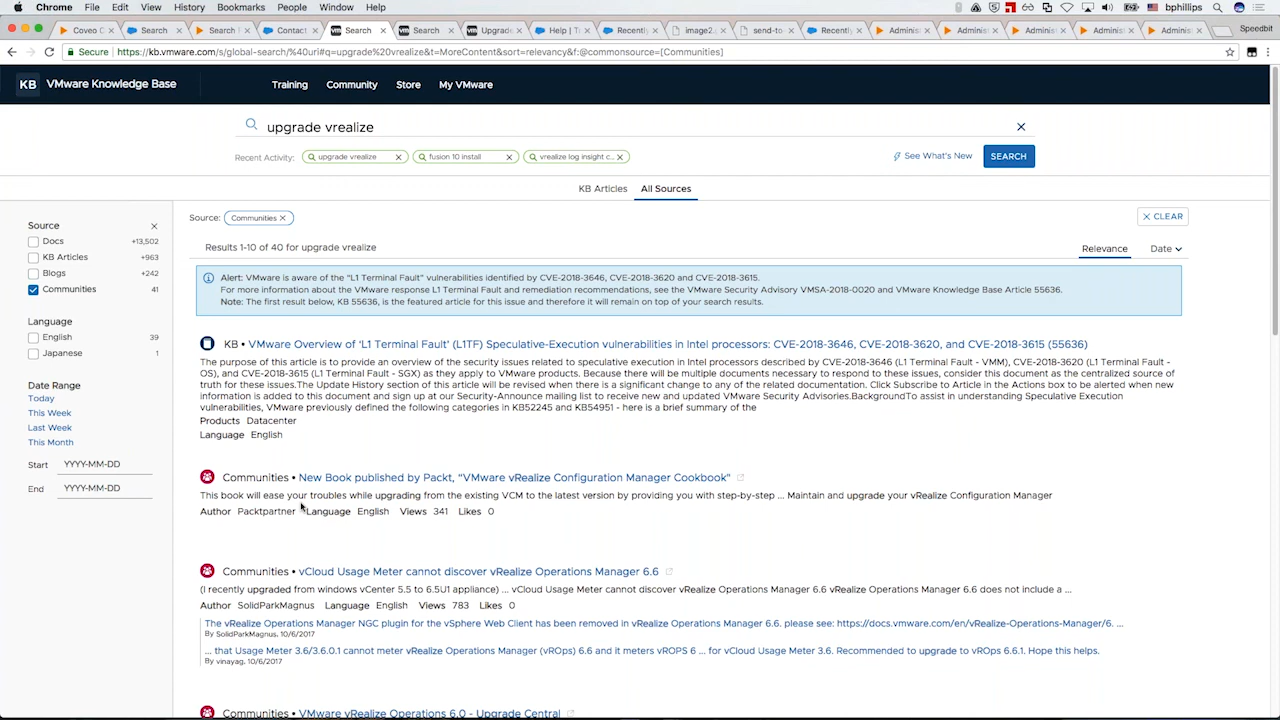 Chrome File Edit View History Bookmarks People Window Help bphillips
Coveo C Search Search Contact Search Search Upgrade Help | Ti Recently image2. send-to- Recently Adminis Adminis Adminis Adminis Adminis Speedbit
Secure https://kb.vmware.com/s/global-search/%40uri#q=upgrade%20vrealize&t=MoreContent&sort=relevancy&f:@commonsource=[Communities]
KB VMware Knowledge Base Training Community Store My VMware
upgrade vrealize
Recent Activity: upgrade vrealize fusion 10 install vrealize log insight c... See What's New SEARCH
KB Articles All Sources
Source
Docs +13,502
KB Articles +963
Blogs +242
Communities 41
Language
English 39
Japanese 1
Date Range
Today
This Week
Last Week
This Month
Start YYYY-MM-DD
End YYYY-MM-DD
Source: Communities CLEAR
Results 1-10 of 40 for upgrade vrealize Relevance Date
Alert: VMware is aware of the "L1 Terminal Fault" vulnerabilities identified by CVE-2018-3646, CVE-2018-3620 and CVE-2018-3615.
For more information about the VMware response L1 Terminal Fault and remediation recommendations, see the VMware Security Advisory VMSA-2018-0020 and VMware Knowledge Base Article 55636.
Note: The first result below, KB 55636, is the featured article for this issue and therefore it will remain on top of your search results.
KB • VMware Overview of 'L1 Terminal Fault' (L1TF) Speculative-Execution vulnerabilities in Intel processors: CVE-2018-3646, CVE-2018-3620, and CVE-2018-3615 (55636)
The purpose of this article is to provide an overview of the security issues related to speculative execution in Intel processors described by CVE-2018-3646 (L1 Terminal Fault - VMM), CVE-2018-3620 (L1 Terminal Fault -
OS), and CVE-2018-3615 (L1 Terminal Fault - SGX) as they apply to VMware products. Because there will be multiple documents necessary to respond to these issues, consider this document as the centralized source of
truth for these issues.The Update History section of this article will be revised when there is a significant change to any of the related documentation. Click Subscribe to Article in the Actions box to be alerted when new
information is added to this document and sign up at our Security-Announce mailing list to receive new and updated VMware Security Advisories.BackgroundTo assist in understanding Speculative Execution
vulnerabilities, VMware previously defined the following categories in KB52245 and KB54951 - here is a brief summary of the
Products Datacenter
Language English
Communities • New Book published by Packt, "VMware vRealize Configuration Manager Cookbook"
This book will ease your troubles while upgrading from the existing VCM to the latest version by providing you with step-by-step ... Maintain and upgrade your vRealize Configuration Manager
Author Packtpartner Language English Views 341 Likes 0
Communities • vCloud Usage Meter cannot discover vRealize Operations Manager 6.6
(I recently upgraded from windows vCenter 5.5 to 6.5U1 appliance) ... vCloud Usage Meter cannot discover vRealize Operations Manager 6.6 vRealize Operations Manager 6.6 does not include a ...
Author SolidParkMagnus Language English Views 783 Likes 0
The vRealize Operations Manager NGC plugin for the vSphere Web Client has been removed in vRealize Operations Manager 6.6. please see: https://docs.vmware.com/en/vRealize-Operations-Manager/6. ...
By SolidParkMagnus, 10/6/2017
... that Usage Meter 3.6/3.6.0.1 cannot meter vRealize Operations Manager (vROps) 6.6 and it meters vROPS 6 ... for vCloud Usage Meter 3.6. Recommended to upgrade to vROps 6.6.1. Hope this helps.
By vinayag, 10/6/2017
Communities • VMware vRealize Operations 6.0 - Upgrade Central